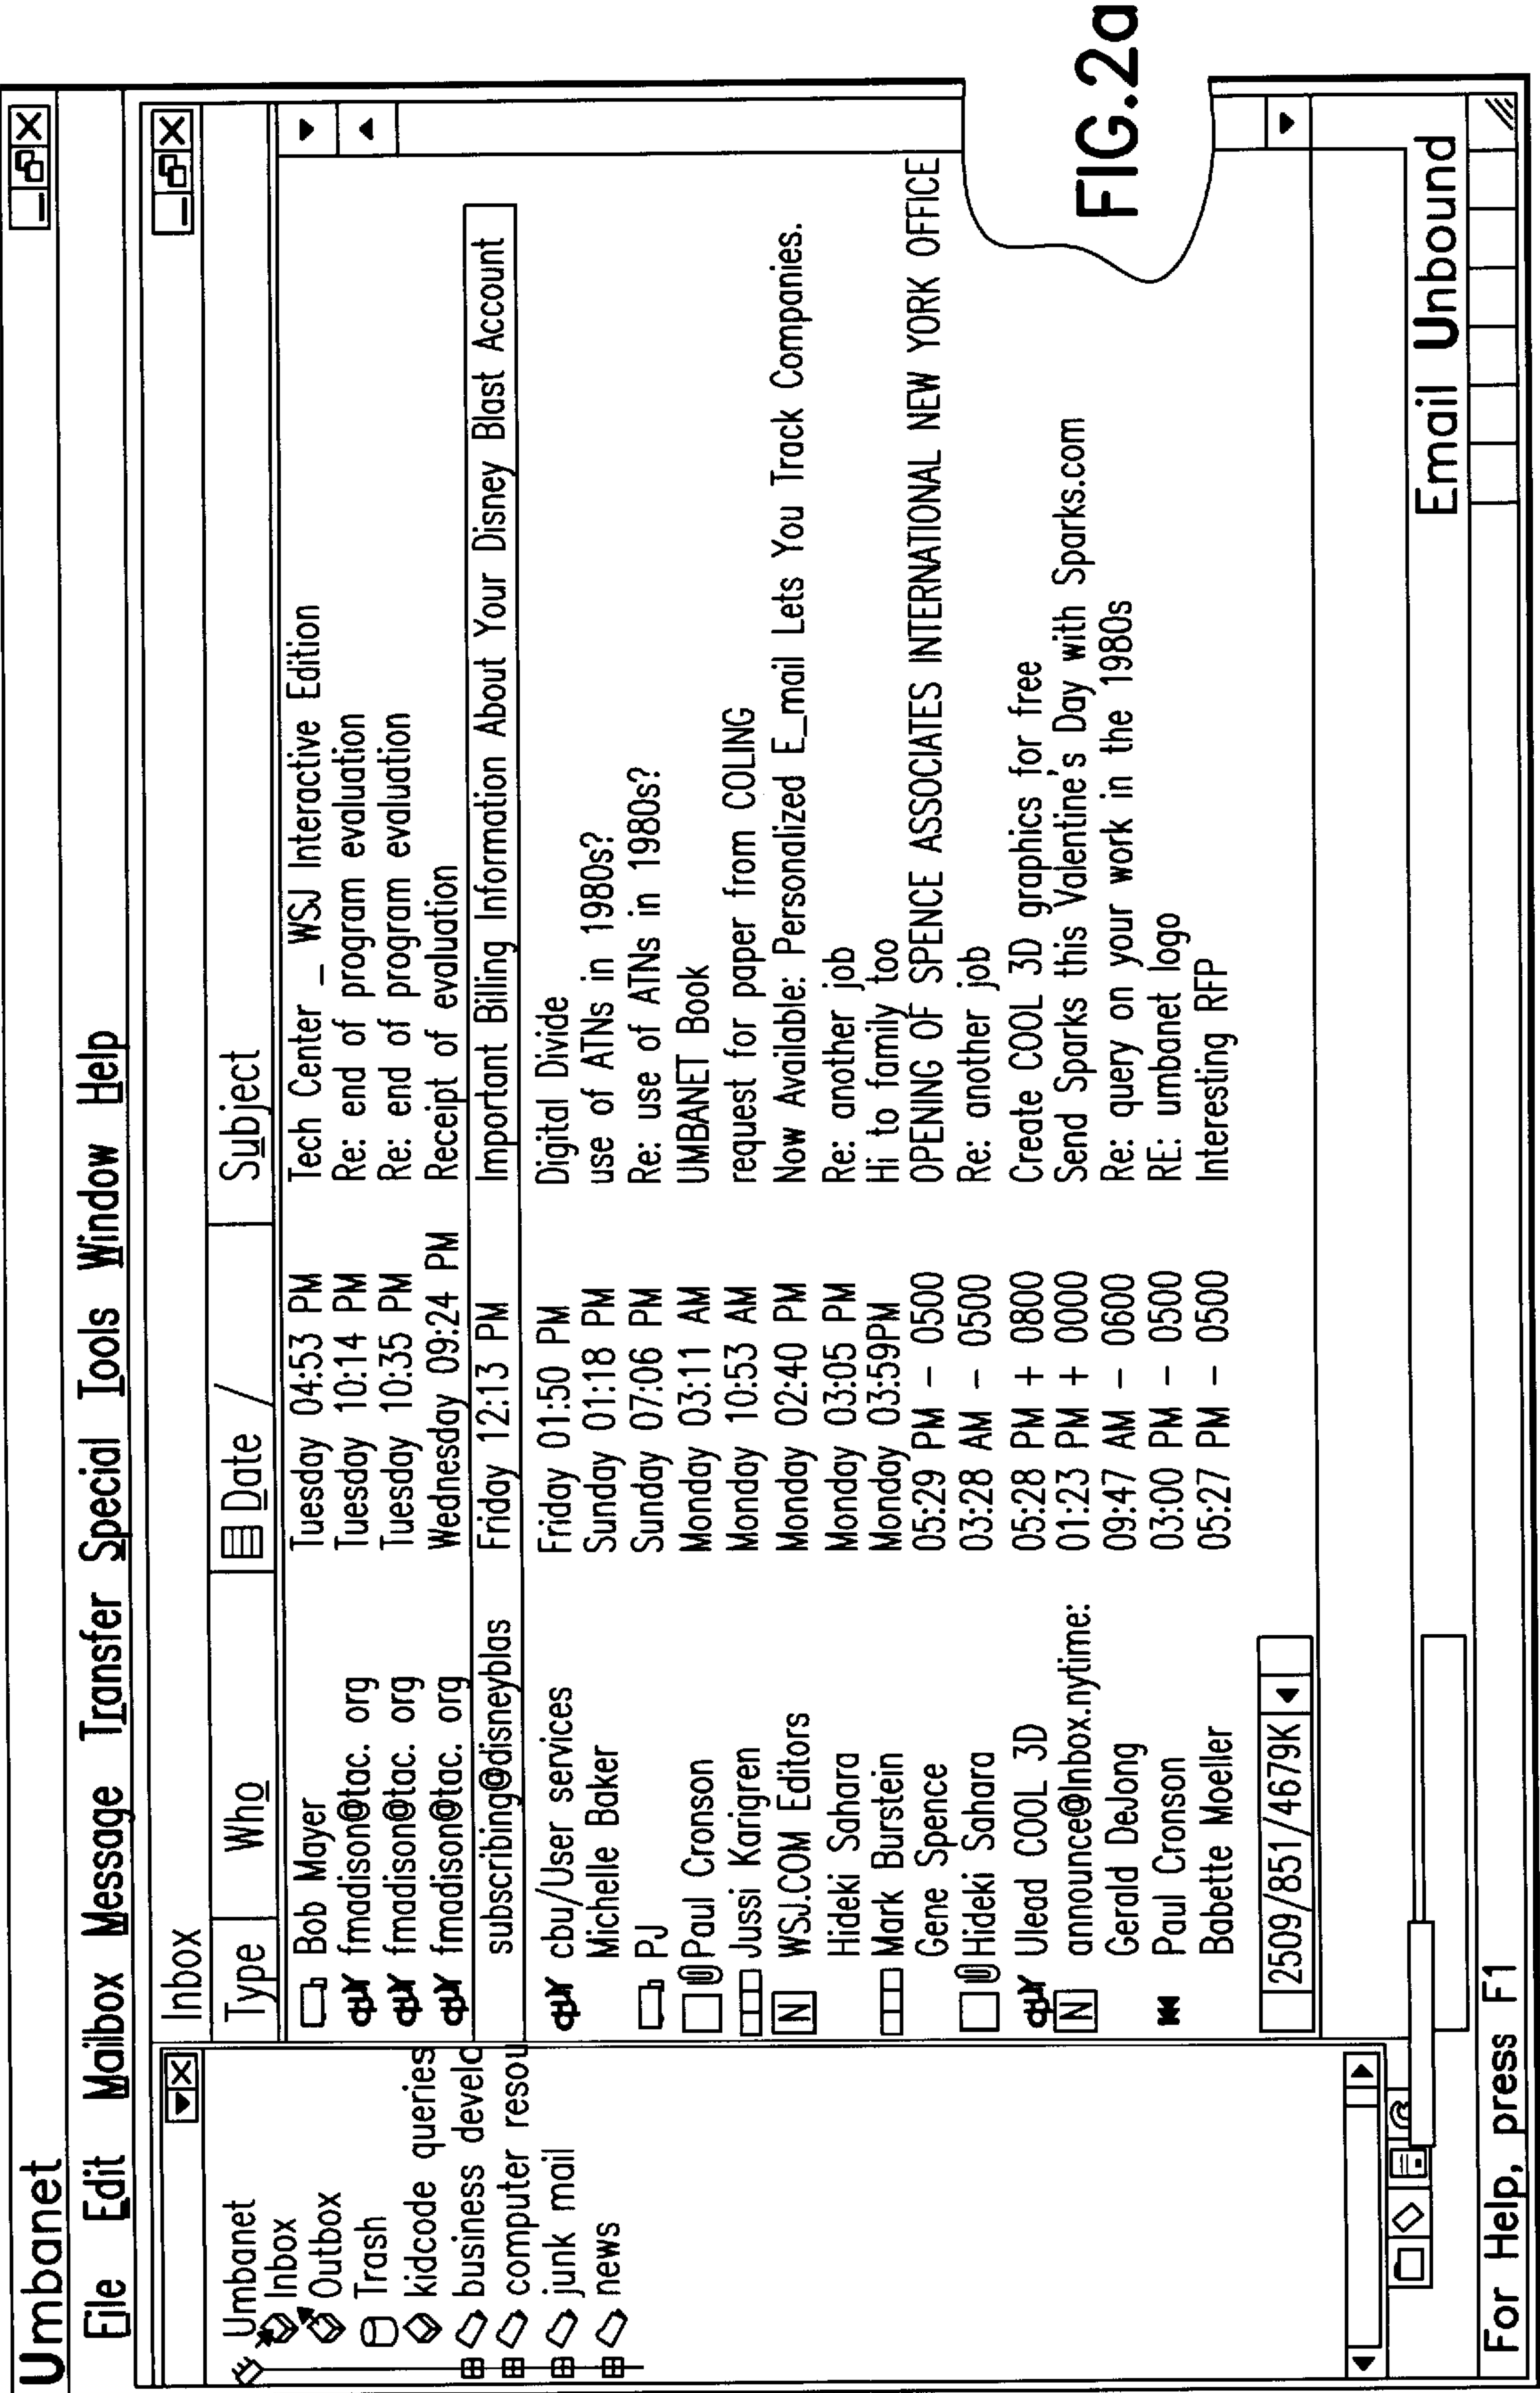 Umbanet
File Edit Mailbox Message Transfer Special Tools Window Help
Umbanet
Inbox
Outbox
Trash
kidcode queries
business develo
computer resou
junk mail
news
Inbox
Type Who Date / Subject
Bob Mayer Tuesday 04:53 PM Tech Center _ WSJ Interactive Edition
qUY fmadison@tac. org Tuesday 10:14 PM Re: end of program evaluation
qUY fmadison@tac. org Tuesday 10:35 PM Re: end of program evaluation
qUY fmadison@tac. org Wednesday 09:24 PM Receipt of evaluation
subscribing@disneyblas Friday 12:13 PM Important Billing Information About Your Disney Blast Account
qUY cbu/User services Friday 01:50 PM Digital Divide
Michelle Baker Sunday 01:18 PM use of ATNs in 1980s?
PJ Sunday 07:06 PM Re: use of ATNs in 1980s?
Paul Cronson Monday 03:11 AM UMBANET Book
Jussi Karigren Monday 10:53 AM request for paper from COLING
N WSJ.COM Editors Monday 02:40 PM Now Available: Personalized E_mail Lets You Track Companies.
Hideki Sahara Monday 03:05 PM Re: another job
Mark Burstein Monday 03:59PM Hi to family too
Gene Spence 05:29 PM - 0500 OPENING OF SPENCE ASSOCIATES INTERNATIONAL NEW YORK OFFICE
Hideki Sahara 03:28 AM - 0500 Re: another job
qUY Ulead COOL 3D 05:28 PM + 0800 Create COOL 3D graphics for free
N announce@Inbox.nytime: 01:23 PM + 0000 Send Sparks this Valentine's Day with Sparks.com
Gerald DeJong 09:47 AM - 0600 Re: query on your work in the 1980s
Paul Cronson 03:00 PM - 0500 RE: umbanet logo
Babette Moeller 05:27 PM - 0500 Interesting RFP
2509/851/4679K
Email Unbound
For Help, press F1
FIG.2a